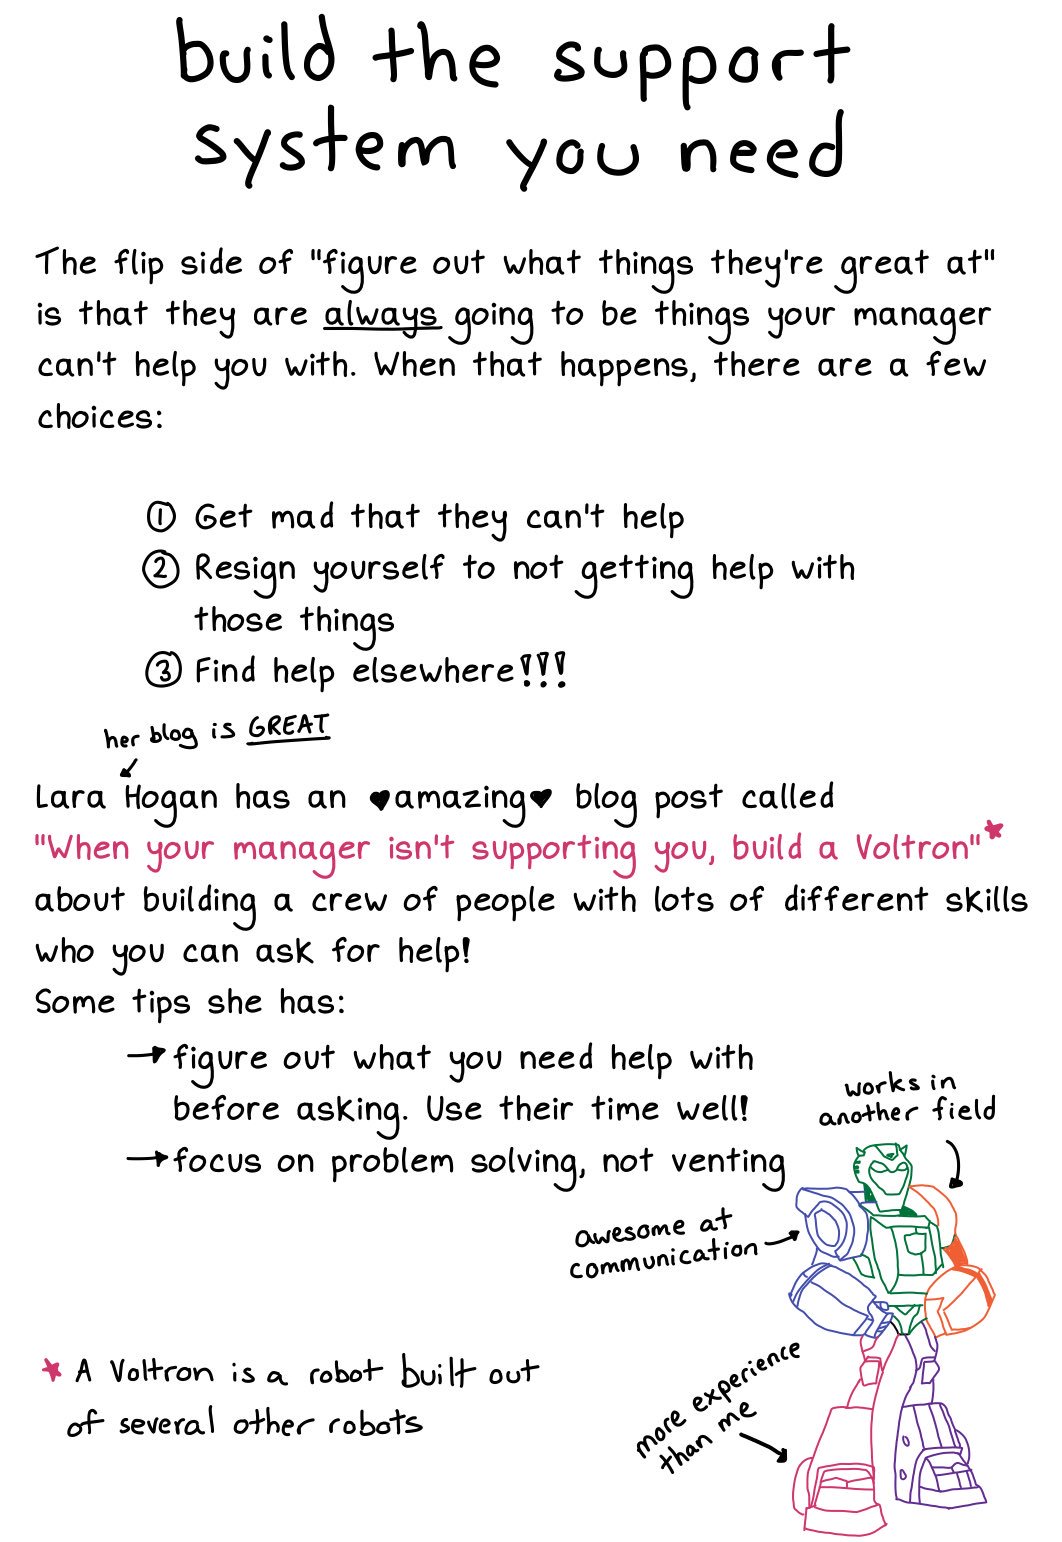 build the support
system you need
The flip side of "figure out what things they're great at"
is that they are always going to be things your manager
can't help you with. When that happens, there are a few
choices:
① Get mad that they can't help
② Resign yourself to not getting help with
those things
③ Find help elsewhere!!!
her blog is GREAT
Lara Hogan has an ♥amazing♥ blog post called
"When your manager isn't supporting you, build a Voltron"★
about building a crew of people with lots of different skills
who you can ask for help!
Some tips she has:
→ figure out what you need help with
before asking. Use their time well!
→ focus on problem solving, not venting
works in
another field
awesome at
communication
more experience
than me
★ A Voltron is a robot built out
of several other robots